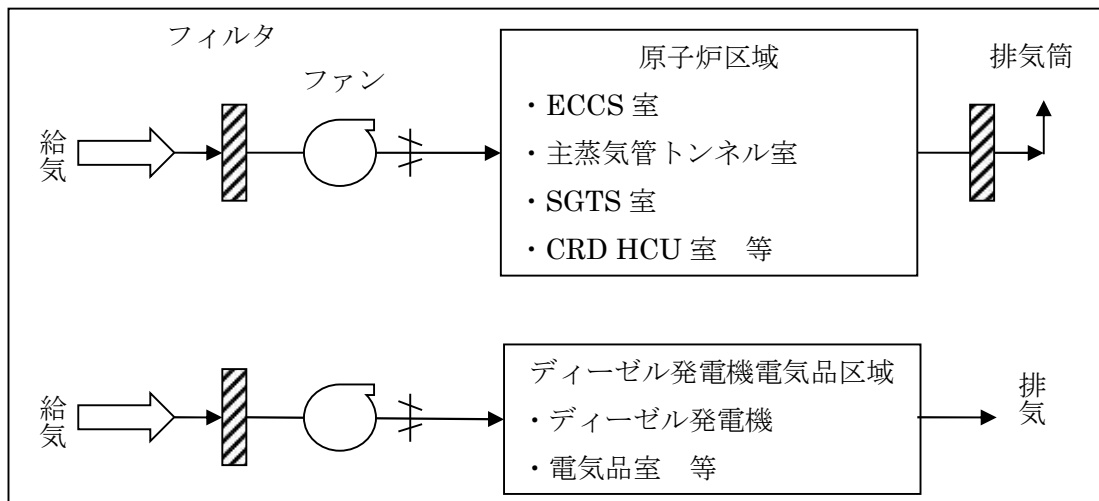 フィルタ
ファン
給気
原子炉区域
・ECCS 室
・主蒸気管トンネル室
・SGTS 室
・CRD HCU 室　等
排気筒
給気
ディーゼル発電機電気品区域
・ディーゼル発電機
・電気品室　等
排気